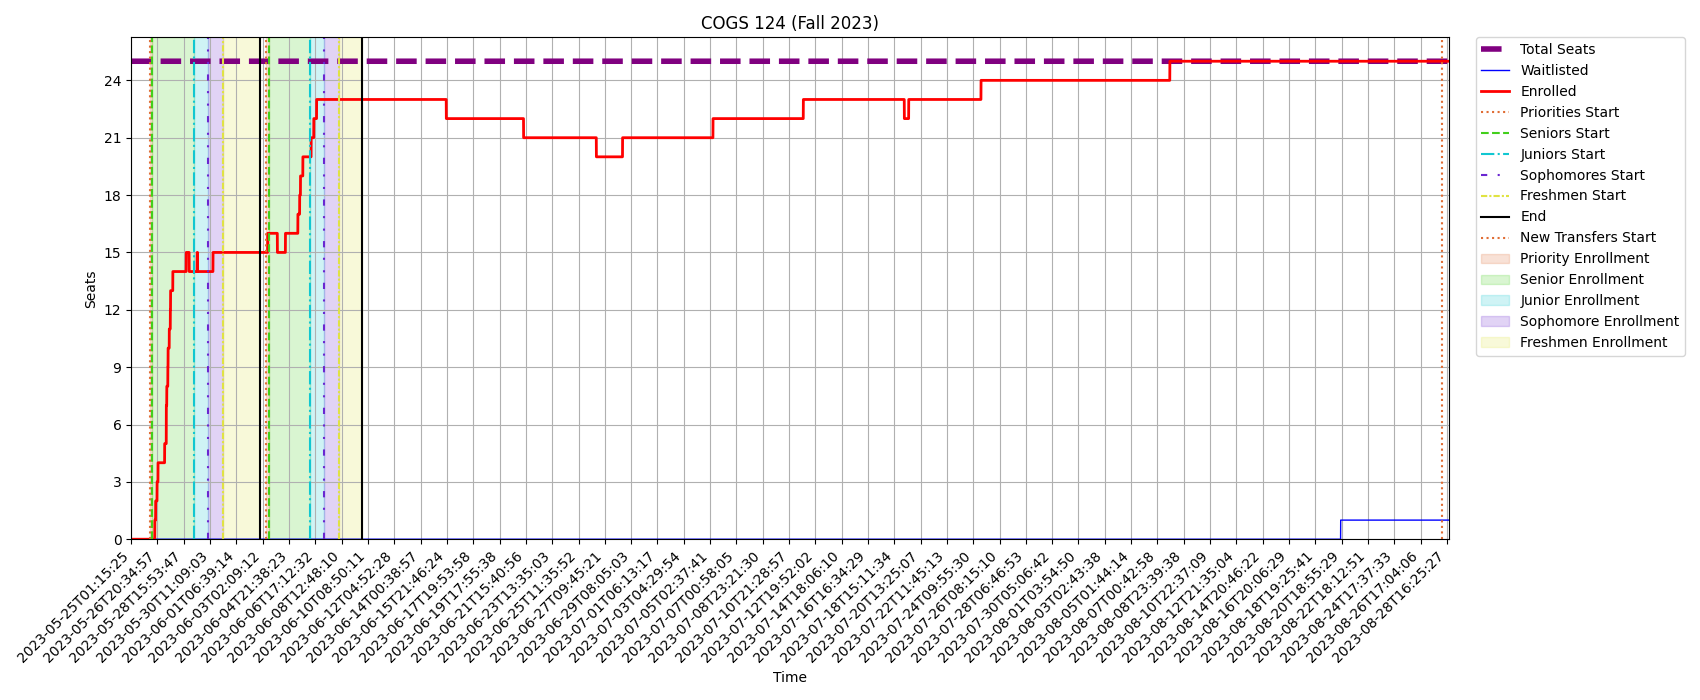 COGS 124 (Fall 2023)
Seats
24
21
18
15
12
9
6
3
0
2023-05-25T01:15:25
2023-05-26T20:34:57
2023-05-28T15:53:47
2023-05-30T11:09:03
2023-06-01T06:39:14
2023-06-03T02:09:12
2023-06-04T21:38:23
2023-06-06T17:12:32
2023-06-08T12:48:10
2023-06-10T08:50:11
2023-06-12T04:52:28
2023-06-14T00:38:57
2023-06-15T21:46:24
2023-06-17T19:53:58
2023-06-19T17:55:38
2023-06-21T15:40:56
2023-06-23T13:35:03
2023-06-25T11:35:52
2023-06-27T09:45:21
2023-06-29T08:05:03
2023-07-01T06:13:17
2023-07-03T04:29:54
2023-07-05T02:37:41
2023-07-07T00:58:05
2023-07-08T23:21:30
2023-07-10T21:28:57
2023-07-12T19:52:02
2023-07-14T18:06:10
2023-07-16T16:34:29
2023-07-18T15:11:34
2023-07-20T13:25:07
2023-07-22T11:45:13
2023-07-24T09:55:30
2023-07-26T08:15:10
2023-07-28T06:46:53
2023-07-30T05:06:42
2023-08-01T03:54:50
2023-08-03T02:43:38
2023-08-05T01:44:14
2023-08-07T00:42:58
2023-08-08T23:39:38
2023-08-10T22:37:09
2023-08-12T21:35:04
2023-08-14T20:46:22
2023-08-16T20:06:29
2023-08-18T19:25:41
2023-08-20T18:55:29
2023-08-22T18:12:51
2023-08-24T17:37:33
2023-08-26T17:04:06
2023-08-28T16:25:27
Time
Total Seats
Waitlisted
Enrolled
Priorities Start
Seniors Start
Juniors Start
Sophomores Start
Freshmen Start
End
New Transfers Start
Priority Enrollment
Senior Enrollment
Junior Enrollment
Sophomore Enrollment
Freshmen Enrollment